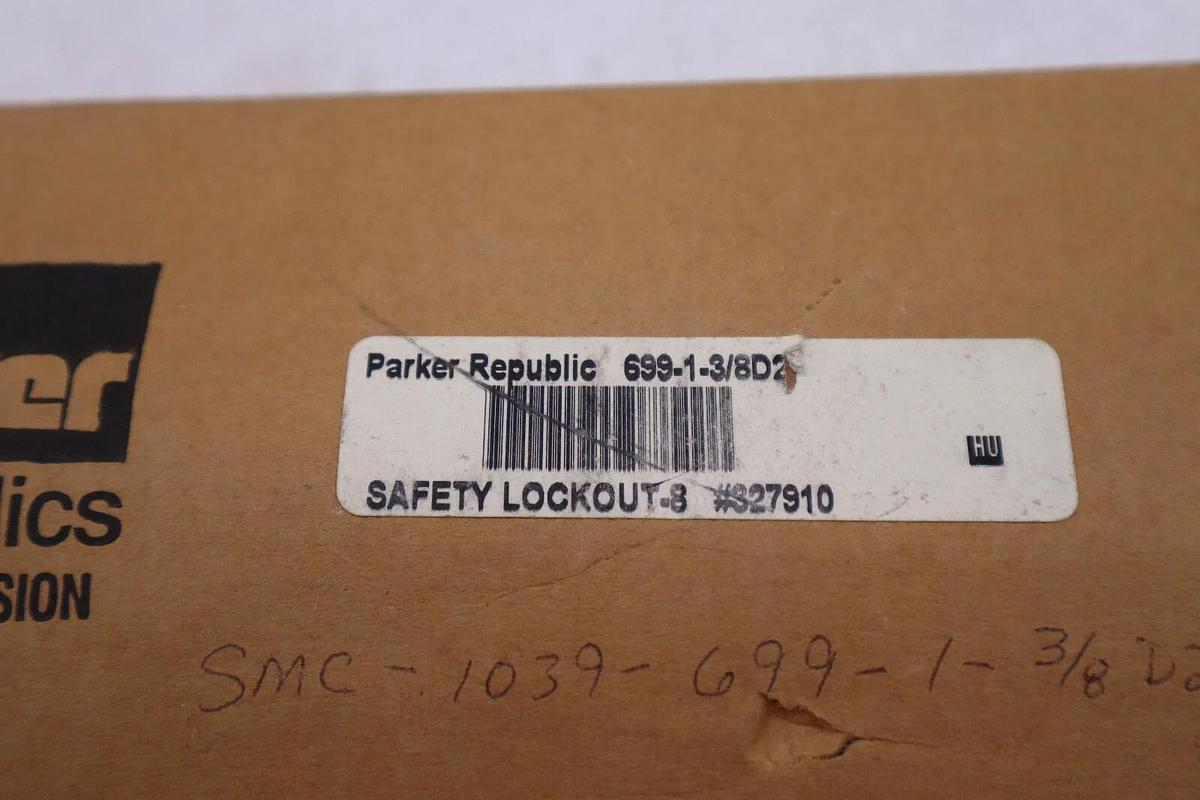 er
lics
SION
Parker Republic 699-1-3/8D2
SAFETY LOCKOUT-8 #827910
HU
SMC-1039-699-1-3/8 D2